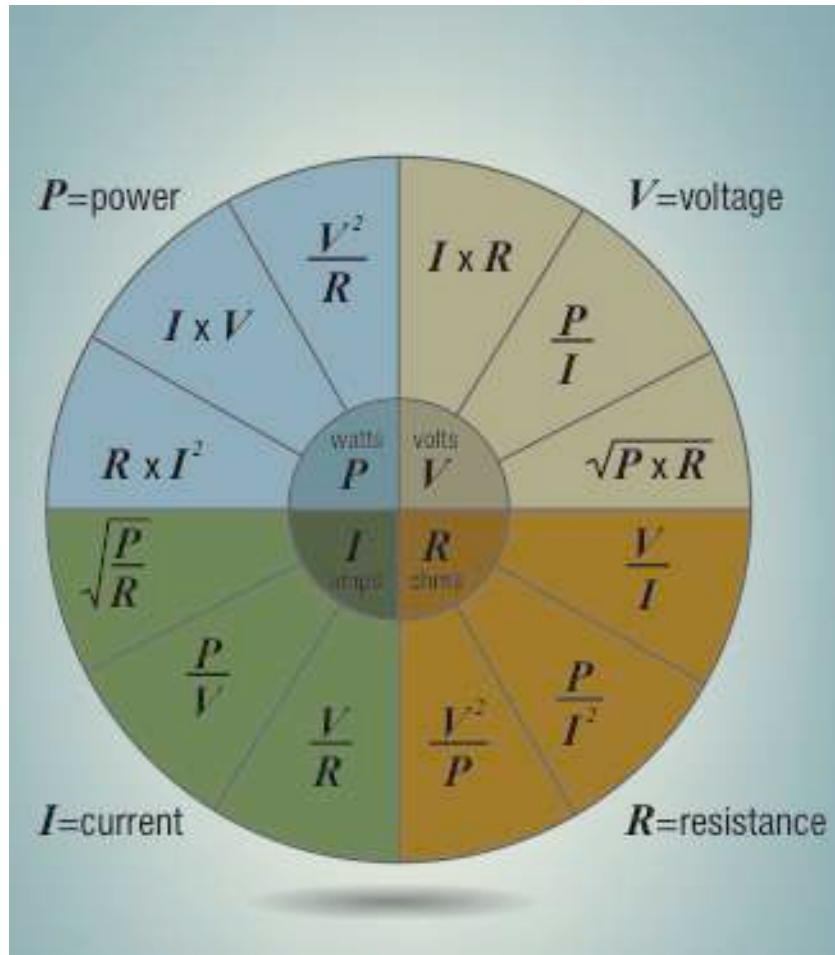 P=power
V=voltage
V²/R
I x R
I x V
P/I
R x I²
√(P x R)
watts
P
volts
V
I
amps
R
ohms
√(P/R)
V/I
P/V
P/I²
V/R
V²/P
I=current
R=resistance